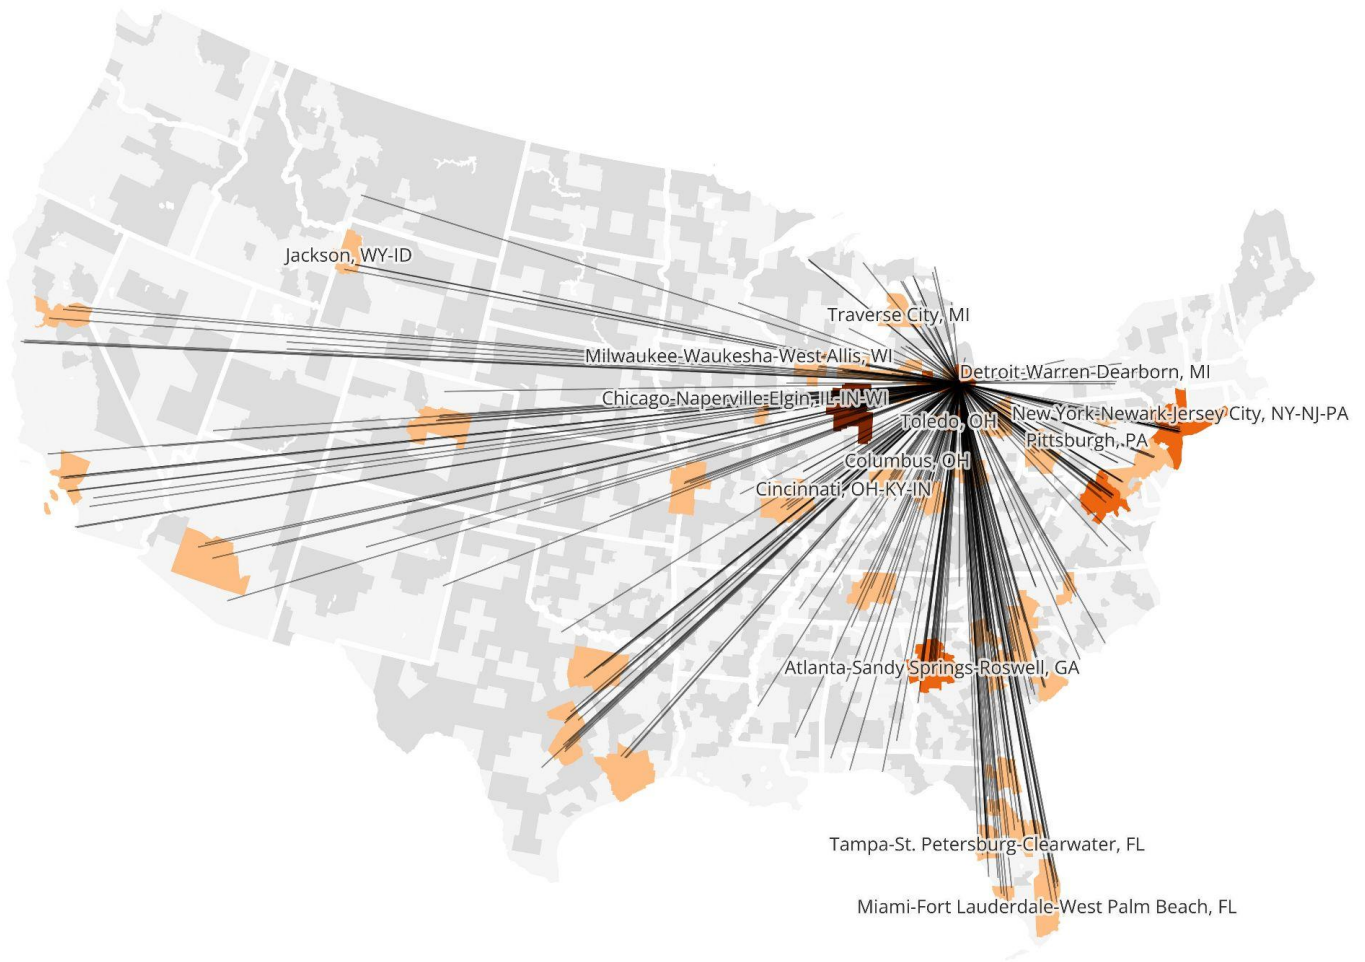 Jackson, WY-ID
Traverse City, MI
Milwaukee-Waukesha-West Allis, WI
Detroit-Warren-Dearborn, MI
Chicago-Naperville-Elgin, IL-IN-WI
New York-Newark-Jersey City, NY-NJ-PA
Toledo, OH
Pittsburgh, PA
Columbus, OH
Cincinnati, OH-KY-IN
Atlanta-Sandy Springs-Roswell, GA
Tampa-St. Petersburg-Clearwater, FL
Miami-Fort Lauderdale-West Palm Beach, FL